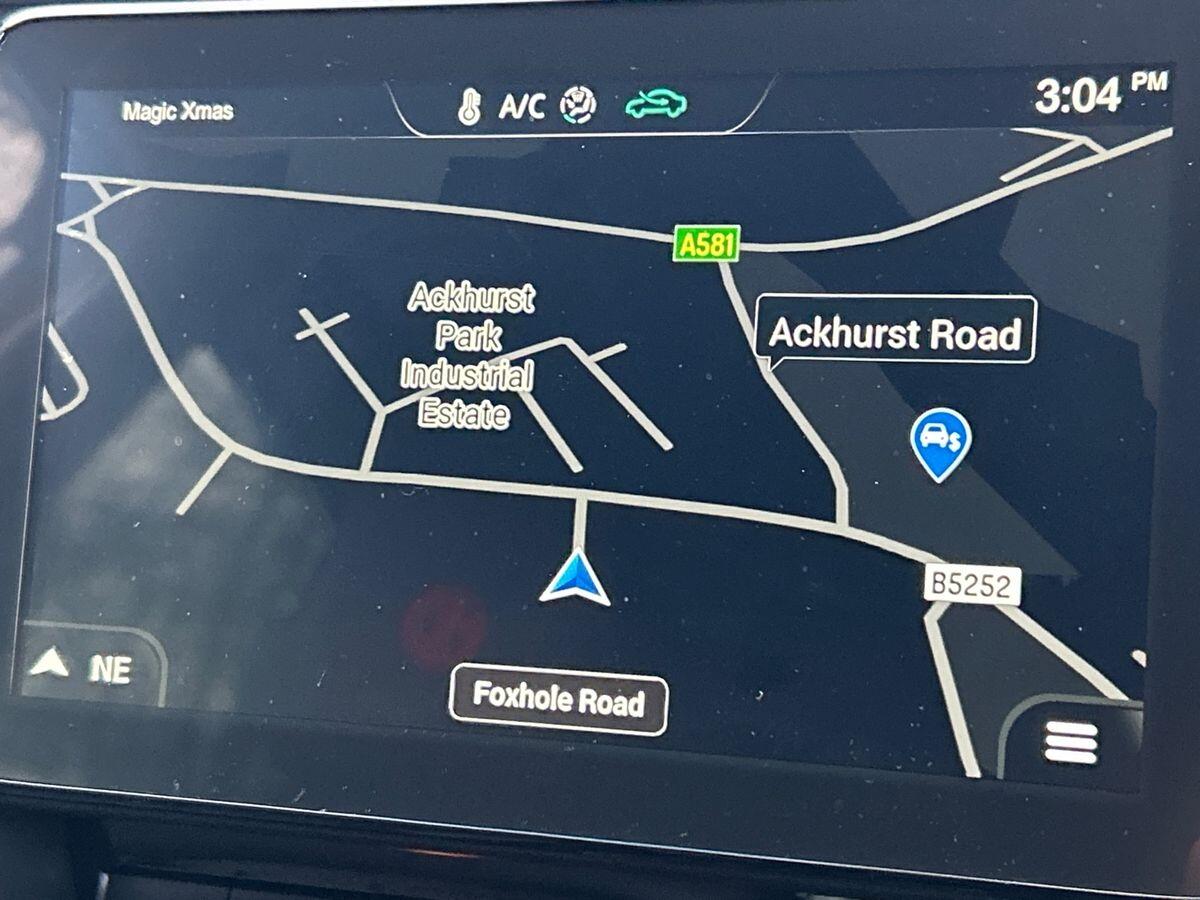 Magic Xmas
A/C
3:04 PM
A581
Ackhurst
Park
Industrial
Estate
Ackhurst Road
$
B5252
NE
Foxhole Road